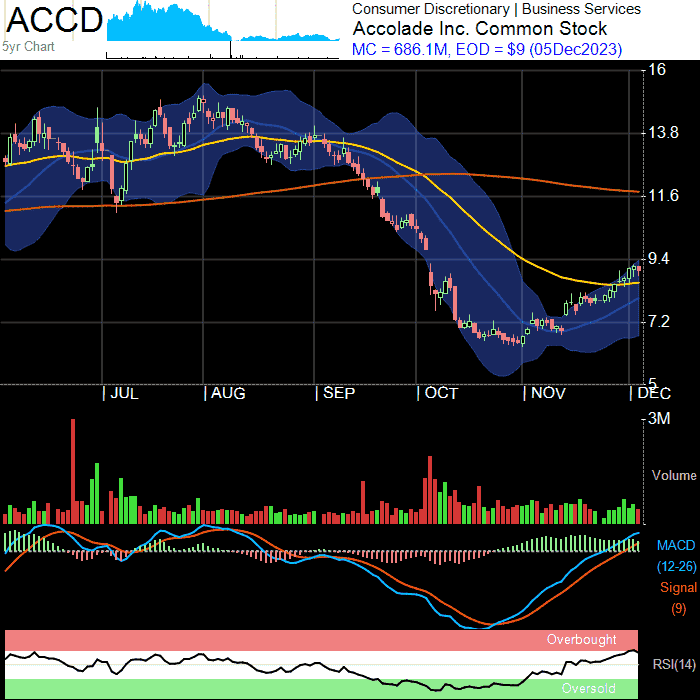 ACCD
5yr Chart
Consumer Discretionary | Business Services
Accolade Inc. Common Stock
MC = 686.1M, EOD = $9 (05Dec2023)
16
13.8
11.6
9.4
7.2
5
JUL
AUG
SEP
OCT
NOV
DEC
3M
Volume
MACD
(12-26)
Signal
(9)
Overbought
RSI(14)
Oversold